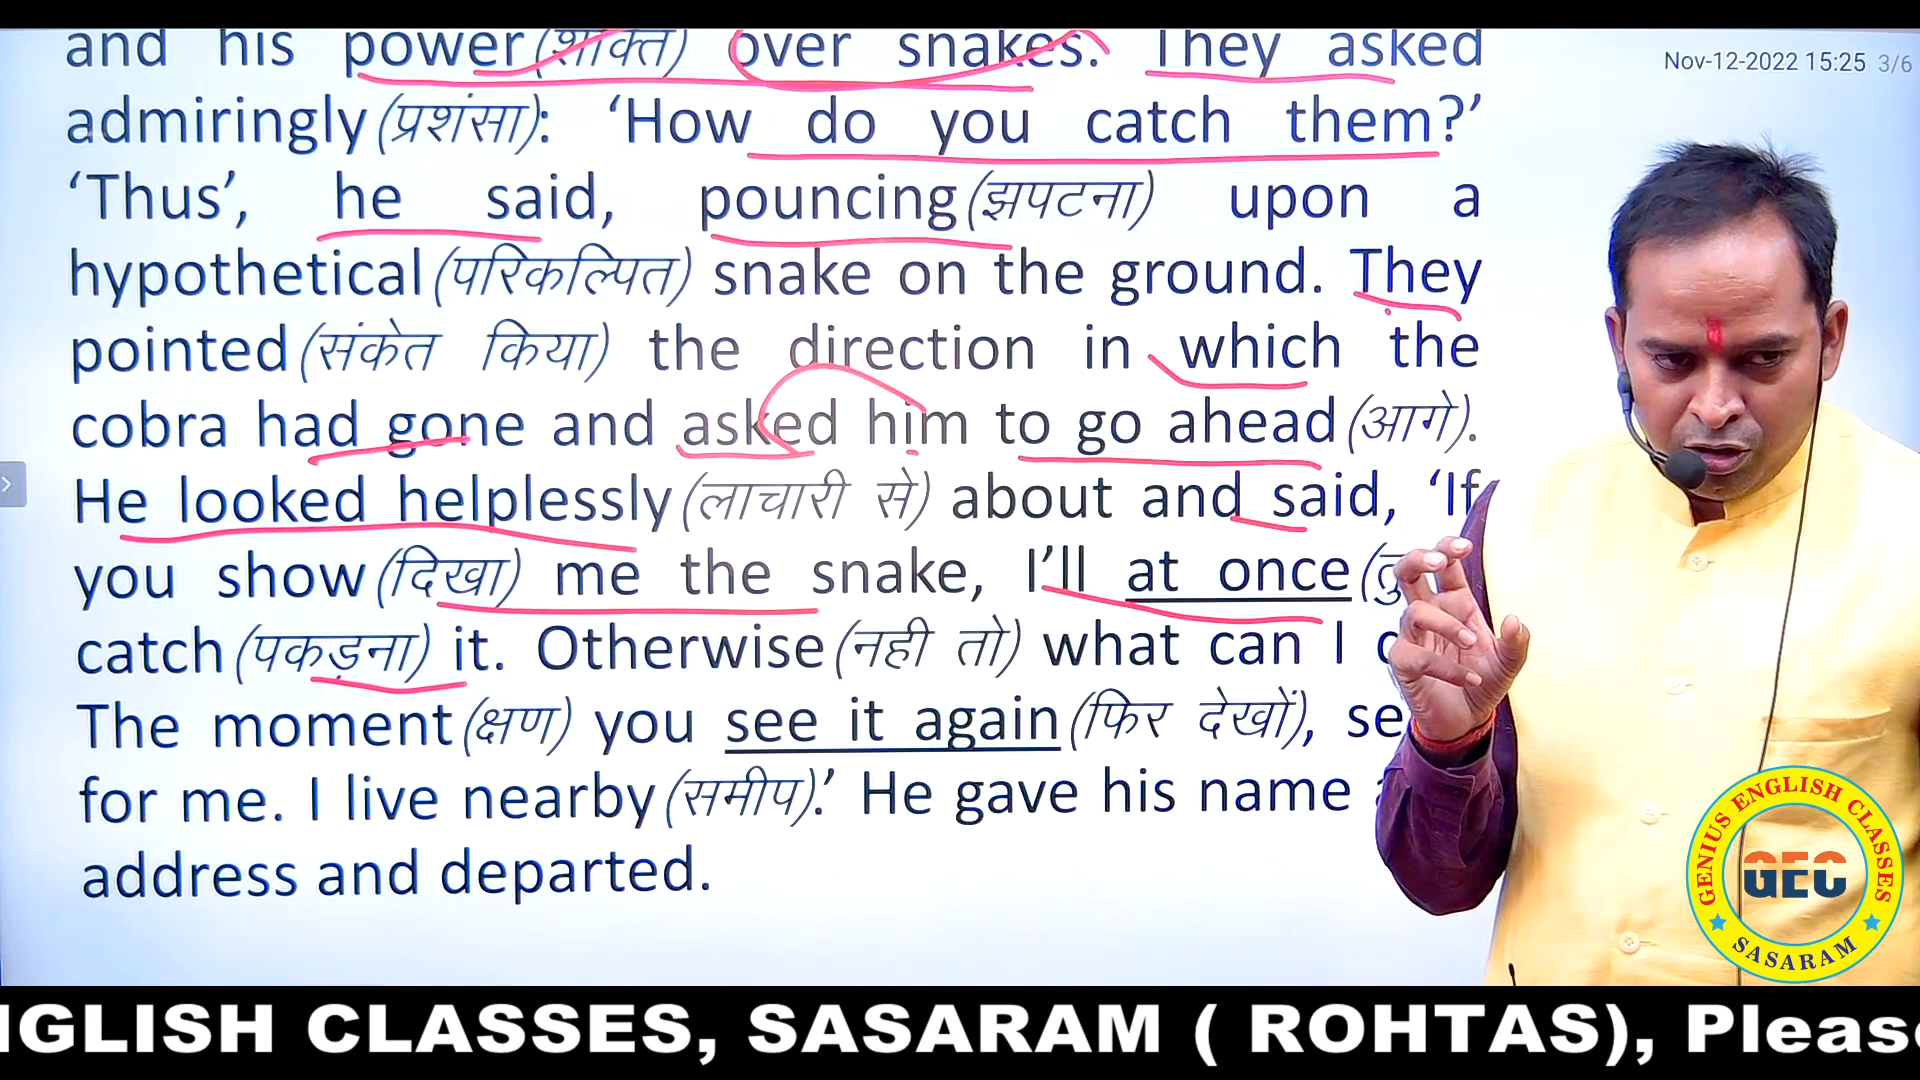 and his power (शक्ति) over snakes. They asked
Nov-12-2022 15:25 3/6
admiringly (प्रशंसा): ‘How do you catch them?’
‘Thus’, he said, pouncing (झपटना) upon a
hypothetical (परिकल्पित) snake on the ground. They
pointed (संकेत किया) the direction in which the
cobra had gone and asked him to go ahead (आगे).
He looked helplessly (लाचारी से) about and said, ‘If
you show (दिखा) me the snake, I’ll at once
catch (पकड़ना) it. Otherwise (नही तो) what can I
The moment (क्षण) you see it again (फिर देखों),
for me. I live nearby (समीप).’ He gave his name
address and departed.
GENIUS ENGLISH CLASSES
GEC
SASARAM
NGLISH CLASSES, SASARAM ( ROHTAS), Please